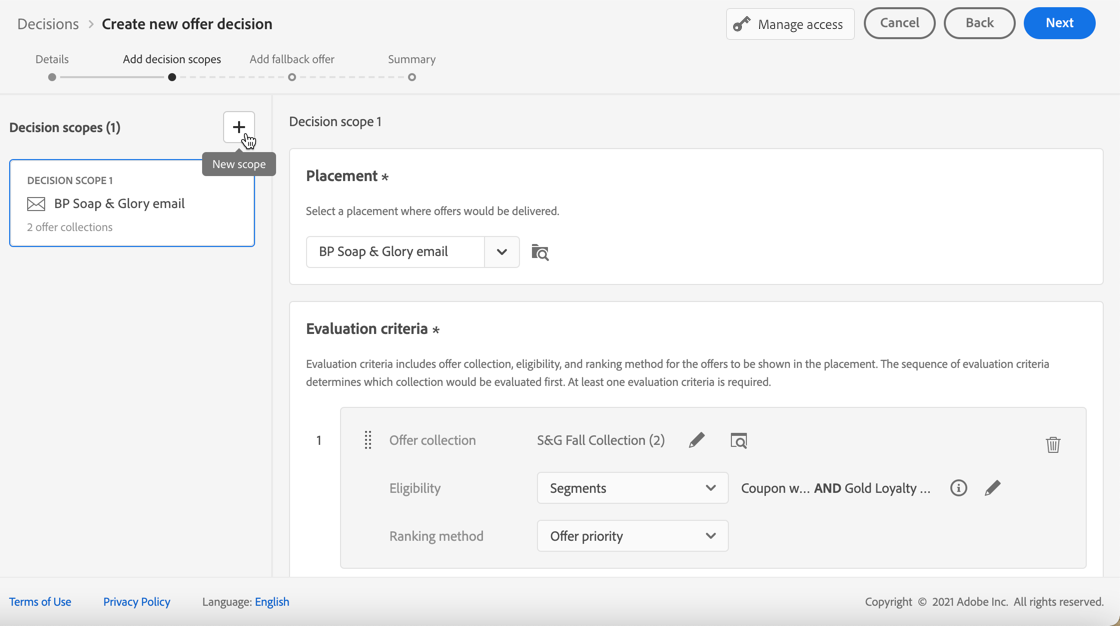 Decisions > Create new offer decision
Manage access
Cancel
Back
Next
Details
Add decision scopes
Add fallback offer
Summary
Decision scopes (1)
+
New scope
DECISION SCOPE 1
BP Soap & Glory email
2 offer collections
Decision scope 1
Placement *
Select a placement where offers would be delivered.
BP Soap & Glory email
Evaluation criteria *
Evaluation criteria includes offer collection, eligibility, and ranking method for the offers to be shown in the placement. The sequence of evaluation criteria
determines which collection would be evaluated first. At least one evaluation criteria is required.
1
Offer collection
S&G Fall Collection (2)
Eligibility
Segments
Coupon w... AND Gold Loyalty ...
Ranking method
Offer priority
Terms of Use
Privacy Policy
Language: English
Copyright © 2021 Adobe Inc. All rights reserved.